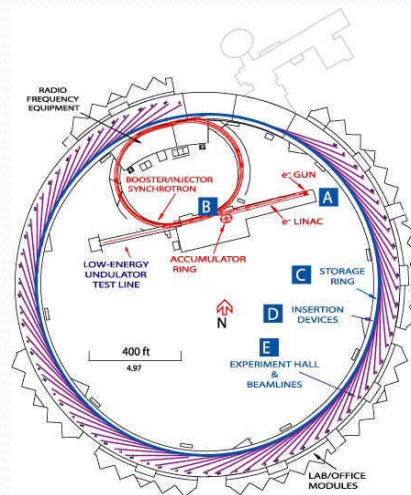 RADIO
FREQUENCY
EQUIPMENT
BOOSTER/INJECTOR
SYNCHROTRON
e⁻ GUN
A
B
e⁻ LINAC
LOW-ENERGY
UNDULATOR
TEST LINE
ACCUMULATOR
RING
C
STORAGE
RING
D
INSERTION
DEVICES
N
E
EXPERIMENT HALL
&
BEAMLINES
400 ft
4.97
LAB/OFFICE
MODULES